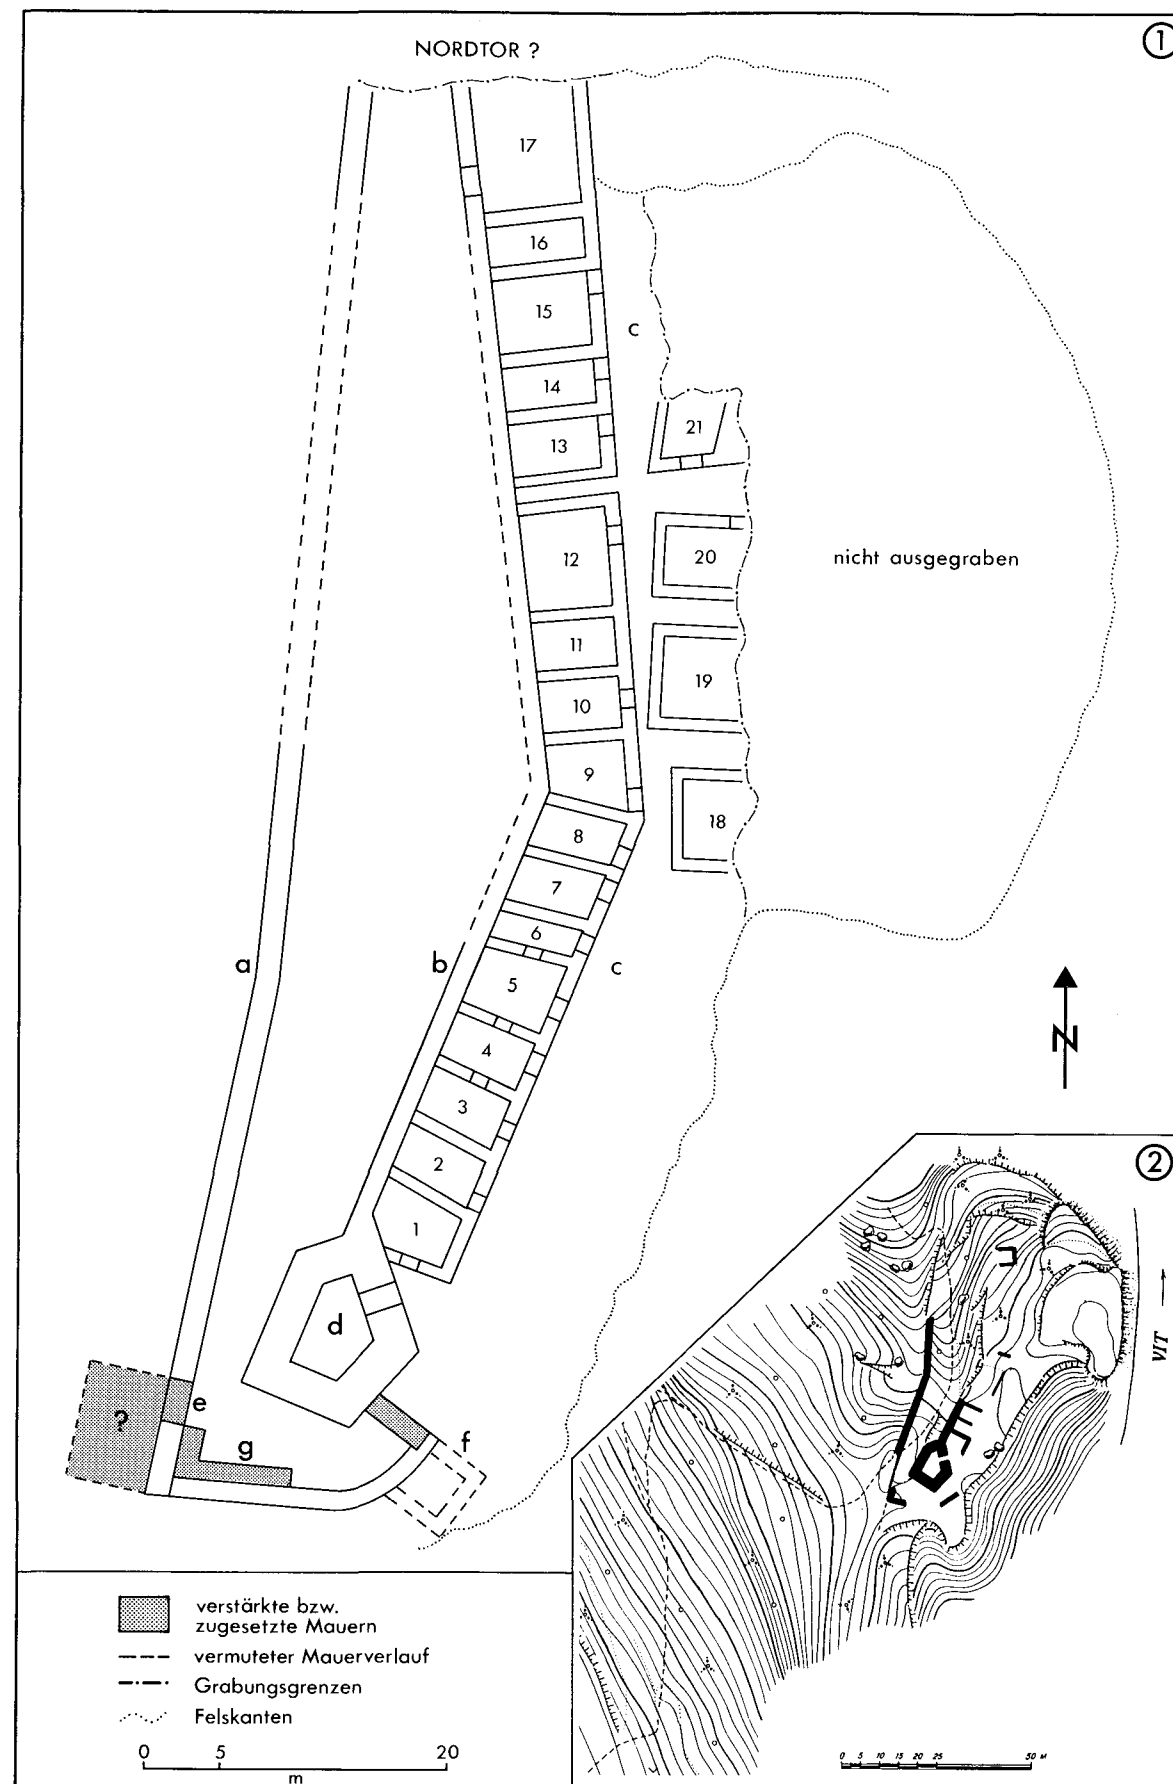 NORDTOR ?
1
17
16
15
c
14
21
13
12
20
nicht ausgegraben
11
19
10
9
18
8
7
6
a
b
c
5
4
N
3
2
2
1
d
VIT
e
?
f
g
verstärkte bzw.
zugesetzte Mauern
vermuteter Mauerverlauf
Grabungsgrenzen
Felskanten
0 5 20
m
0 5 10 15 20 25 50 M